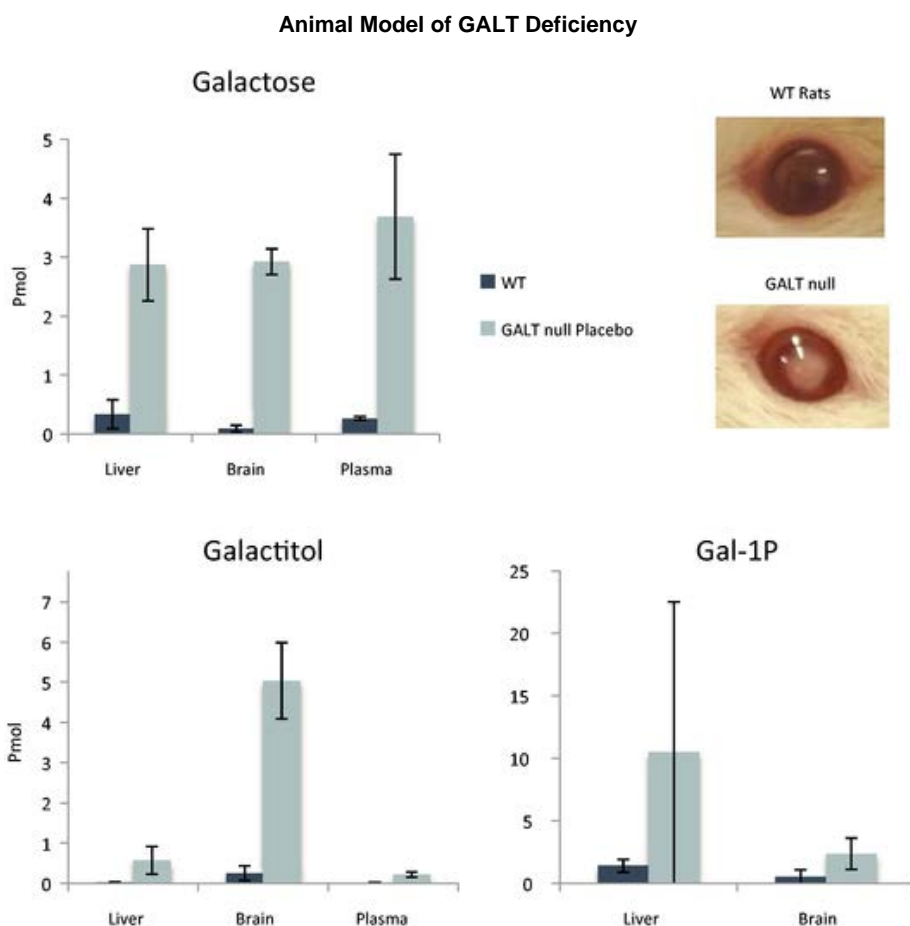 Animal Model of GALT Deficiency
Galactose
5
4
3
2
1
0
Pmol
Liver Brain Plasma
WT
GALT null Placebo
WT Rats
GALT null
Galactitol
7
6
5
4
3
2
1
0
Pmol
Liver Brain Plasma
Gal-1P
25
20
15
10
5
0
Liver Brain